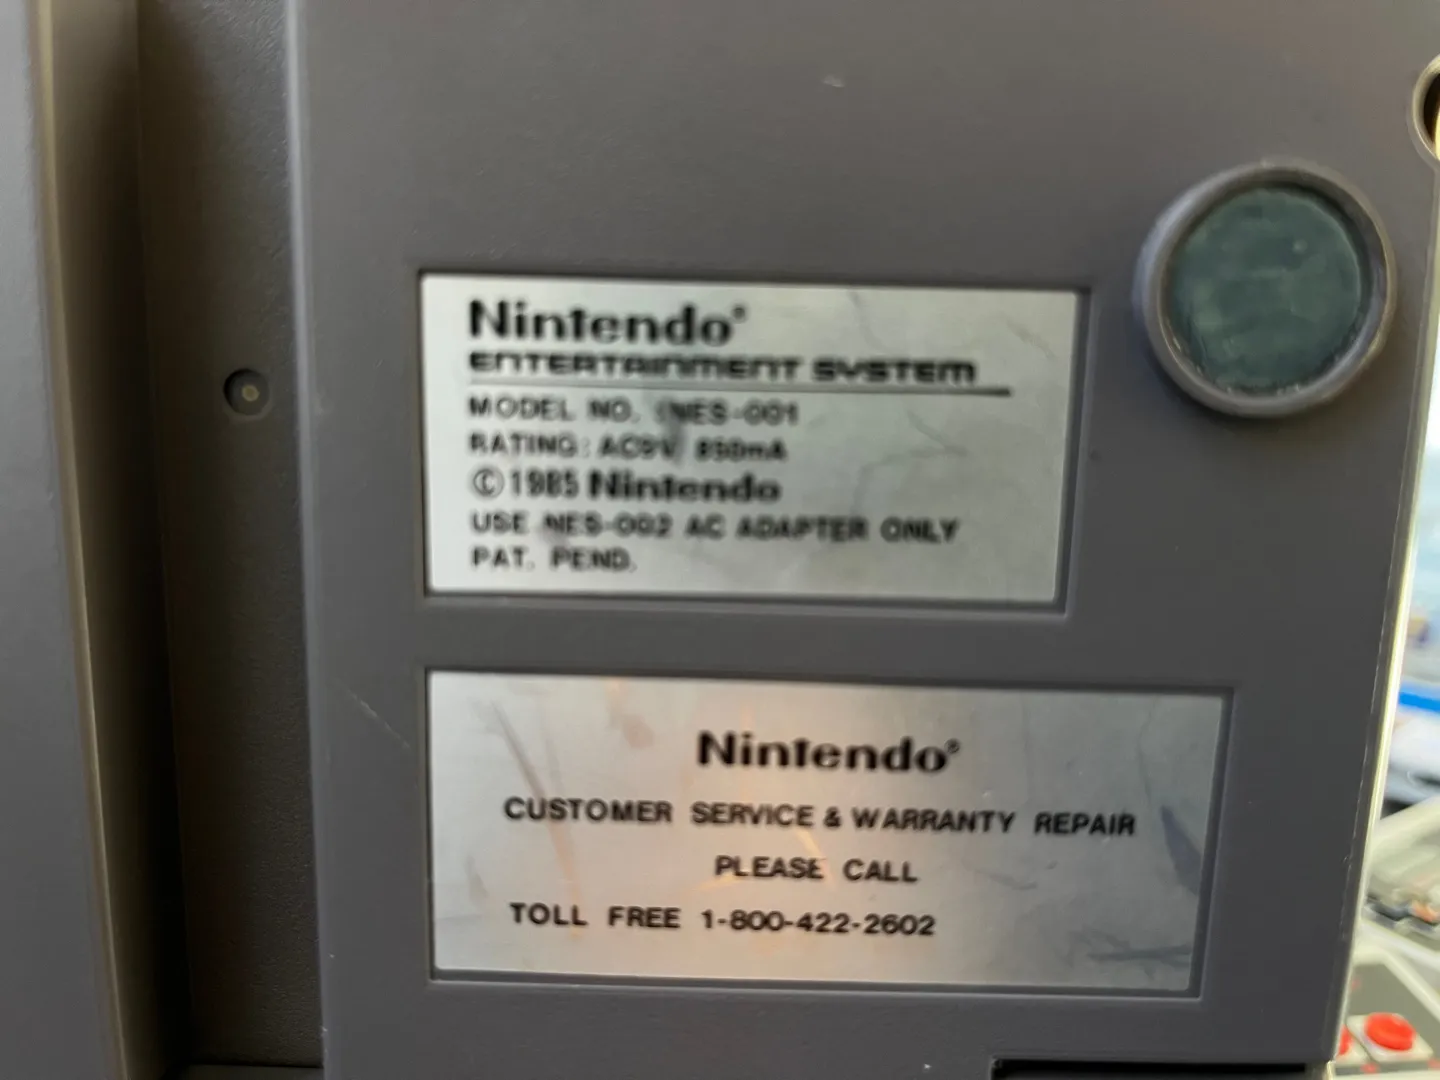 Nintendo®
ENTERTAINMENT SYSTEM
MODEL NO. NES-001
RATING: AC9V 850mA
©1985 Nintendo
USE NES-002 AC ADAPTER ONLY
PAT. PEND.
Nintendo®
CUSTOMER SERVICE & WARRANTY REPAIR
PLEASE CALL
TOLL FREE 1-800-422-2602